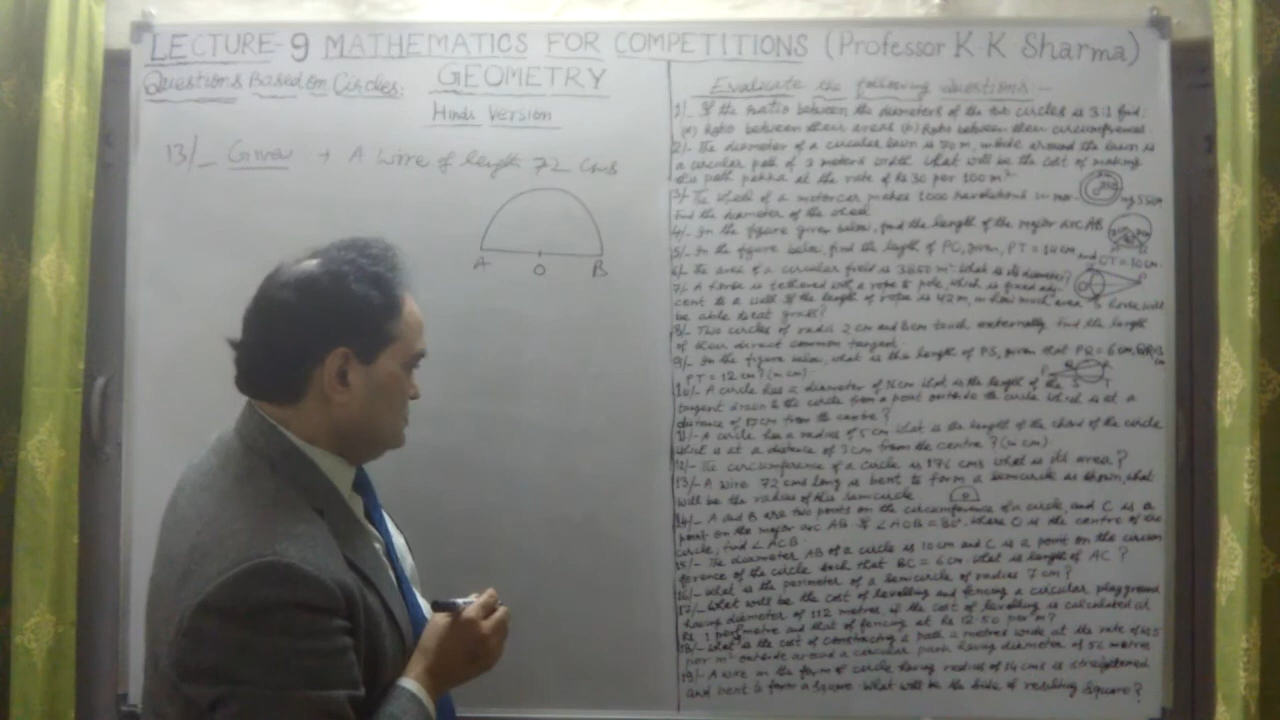 LECTURE-9 MATHEMATICS FOR COMPETITIONS (Professor K K Sharma)
Questions Based on Circles:
GEOMETRY
Hindi Version
13/- Given → A wire of length 72 cms
A O B
Evaluate the following Questions:-
1/- If the ratio between the diameters of the two circles is 3:1 find:
(a) Ratio between their areas (b) Ratio between their circumferences
2/- The diameter of a circular lawn is 70 m, outside around the lawn is
a circular path of 3 meters width what will be the cost of making
this path pakka at the rate of Rs 30 per 100 m²
3/- The wheel of a motorcar makes 1000 revolutions in
Find the diameter of the wheel
4/- In the figure given below, find the length of the major arc AB
5/- In the figure below, find the length of PO, given, PT = 14 cm, and OT = 10 cm.
6/- The area of a circular field is 3850 m² what is its diameter?
7/- A horse is tethered with a rope to pole, which is fixed adj-
cent to a wall If the length of rope is 42 m, in how much area horse will
be able to eat grass?
8/- Two circles of radii 2 cm and 8 cm touch externally find the length
of their direct common tangent.
9/- In the figure below, what is the length of PS, given that PQ = 6 cm,
PT = 12 cm? (in cm)
10/- A circle has a diameter of 16 cm what is the length of the
tangent drawn to the circle from a point outside the circle which is at a
distance of 17 cm from the centre?
11/- A circle has a radius of 5 cm what is the length of the chord of the circle
which is at a distance of 3 cm from the centre? (in cm)
12/- The circumference of a circle is 176 cms what is its area?
13/- A wire 72 cms long is bent to form a semicircle as shown, what
will be the radius of this semicircle
14/- A and B are two points on the circumference of a circle, and C is a
point on the major arc AB If ∠AOB = 80°, where O is the centre of the
circle, find ∠ACB.
15/- The diameter AB of a circle is 10 cm and C is a point on the circum
ference of the circle such that BC = 6 cm. what is length of AC?
16/- What is the perimeter of a semicircle of radius 7 cm?
17/- What will be the cost of levelling and fencing a circular playground
having diameter of 112 metres if the cost of levelling is calculated at
Rs 1 per metre and that of fencing at Rs 12.50 per m?
18/- What is the cost of constructing a path metres wide at the rate of Rs 5
per m² outside around a circular park having diameter of 56 metres
19/- A wire in the form of circle having radius of 14 cms is straightened
and bent to form a square. What will be the side of resulting square?